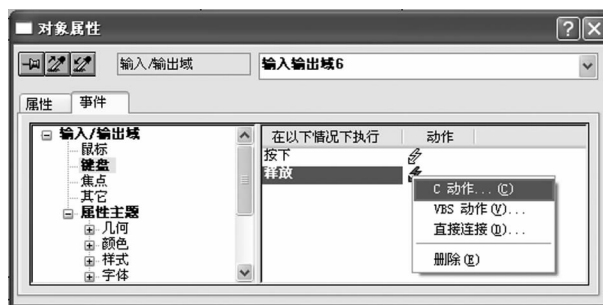 对象属性
输入/输出域
输入输出域6
属性
事件
输入/输出域
鼠标
键盘
焦点
其它
属性主题
几何
颜色
样式
字体
在以下情况下执行
动作
按下
释放
C 动作...(C)
VBS 动作(V)...
直接连接(D)...
删除(E)